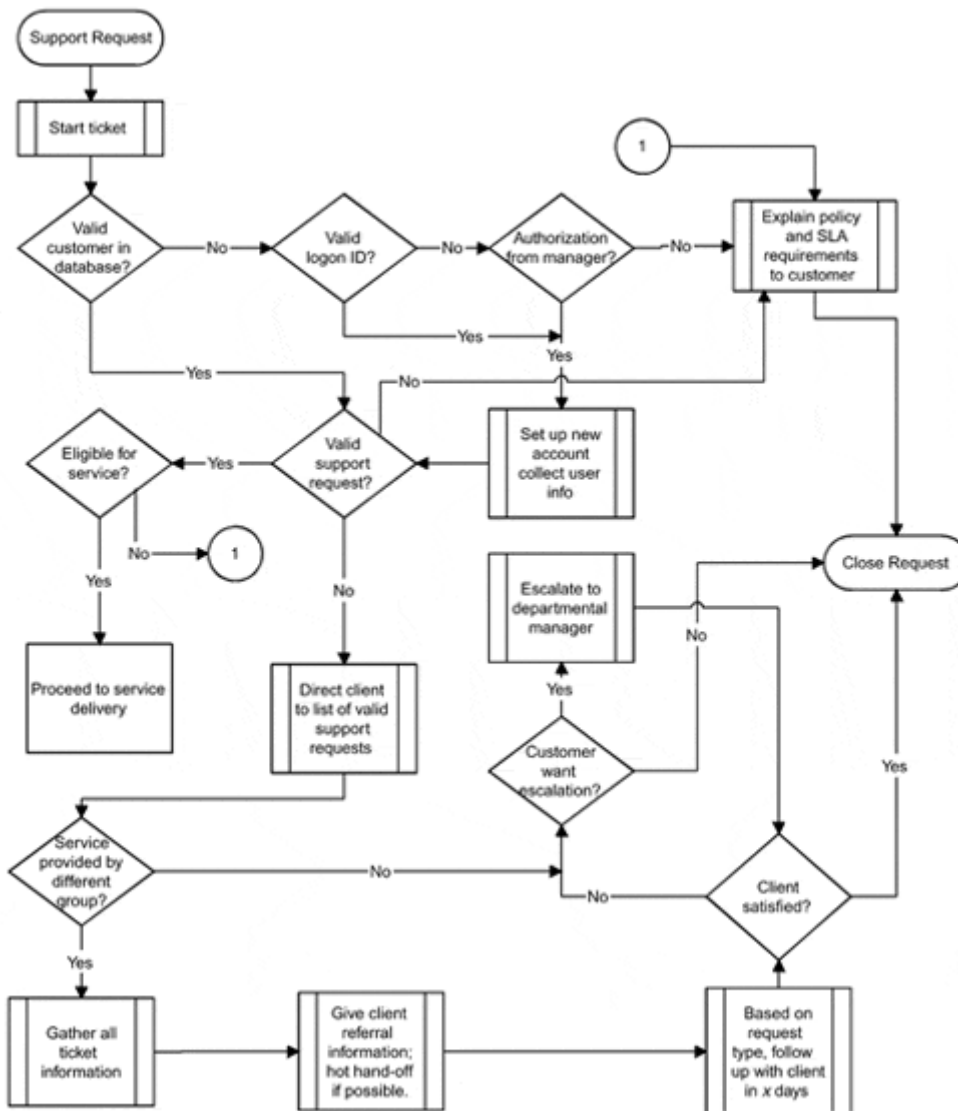 Support Request
Start ticket
1
Valid
customer in
database?
No
Valid
logon ID?
No
Authorization
from manager?
No
Explain policy
and SLA
requirements
to customer
Yes
Yes
Yes
No
Eligible for
service?
Yes
Valid
support
request?
Set up new
account
collect user
info
No
1
Close Request
Yes
No
Escalate to
departmental
manager
No
Proceed to service
delivery
Direct client
to list of valid
support
requests
Yes
Customer
want
escalation?
Yes
Service
provided by
different
group?
No
No
Client
satisfied?
Yes
Gather all
ticket
information
Give client
referral
information;
hot hand-off
if possible.
Based on
request
type, follow
up with client
in x days